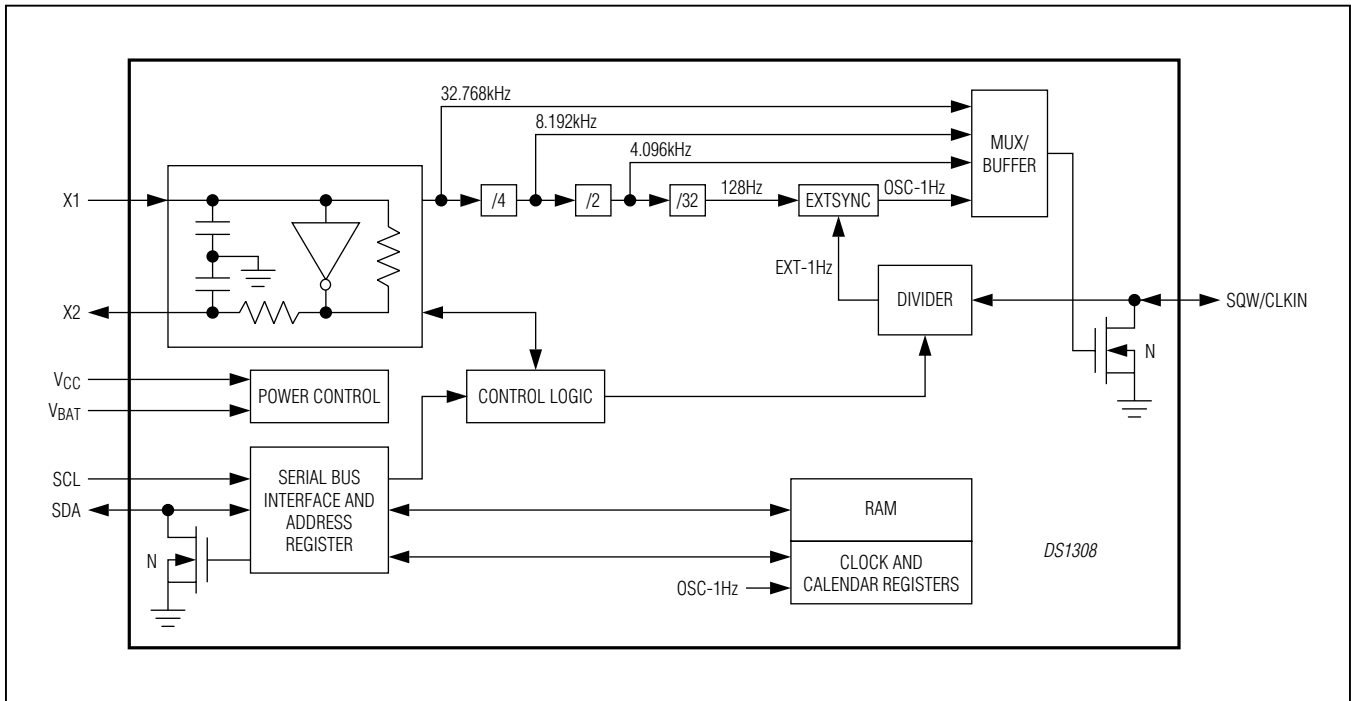 32.768kHz
8.192kHz
4.096kHz
MUX/
BUFFER
X1
/4
/2
/32
128Hz
EXTSYNC
OSC-1Hz
EXT-1Hz
DIVIDER
SQW/CLKIN
X2
N
VCC
VBAT
POWER CONTROL
CONTROL LOGIC
SCL
SDA
SERIAL BUS
INTERFACE AND
ADDRESS
REGISTER
N
RAM
CLOCK AND
CALENDAR REGISTERS
OSC-1Hz
DS1308